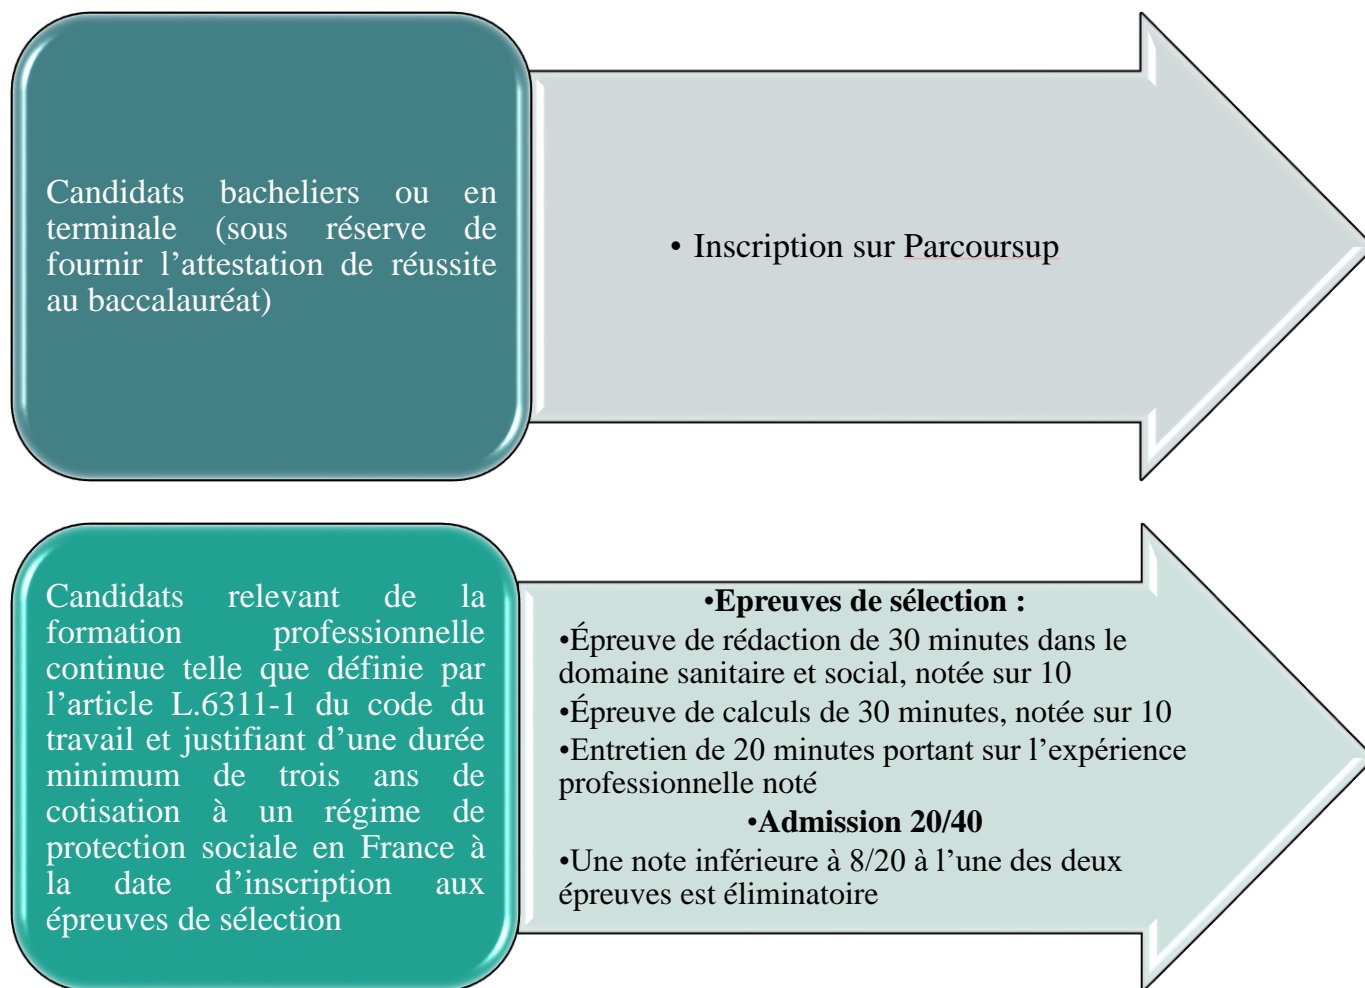 Candidats bacheliers ou en
terminale (sous réserve de
fournir l’attestation de réussite
au baccalauréat)
• Inscription sur Parcoursup
Candidats relevant de la
formation professionnelle
continue telle que définie par
l’article L.6311-1 du code du
travail et justifiant d’une durée
minimum de trois ans de
cotisation à un régime de
protection sociale en France à
la date d’inscription aux
épreuves de sélection
•Epreuves de sélection :
•Épreuve de rédaction de 30 minutes dans le
domaine sanitaire et social, notée sur 10
•Épreuve de calculs de 30 minutes, notée sur 10
•Entretien de 20 minutes portant sur l’expérience
professionnelle noté
•Admission 20/40
•Une note inférieure à 8/20 à l’une des deux
épreuves est éliminatoire